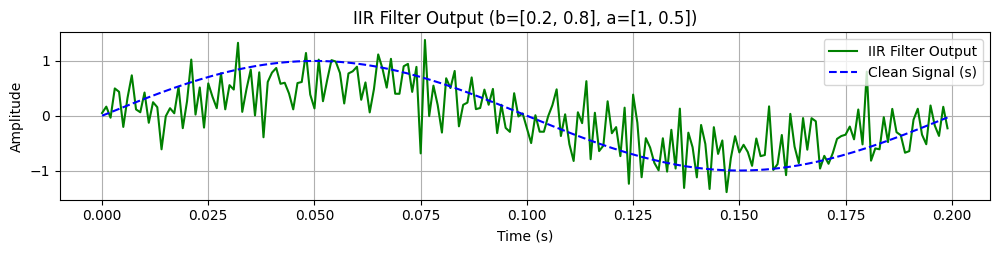 IIR Filter Output (b=[0.2, 0.8], a=[1, 0.5])
Amplitude
1
0
−1
IIR Filter Output
Clean Signal (s)
0.000 0.025 0.050 0.075 0.100 0.125 0.150 0.175 0.200
Time (s)